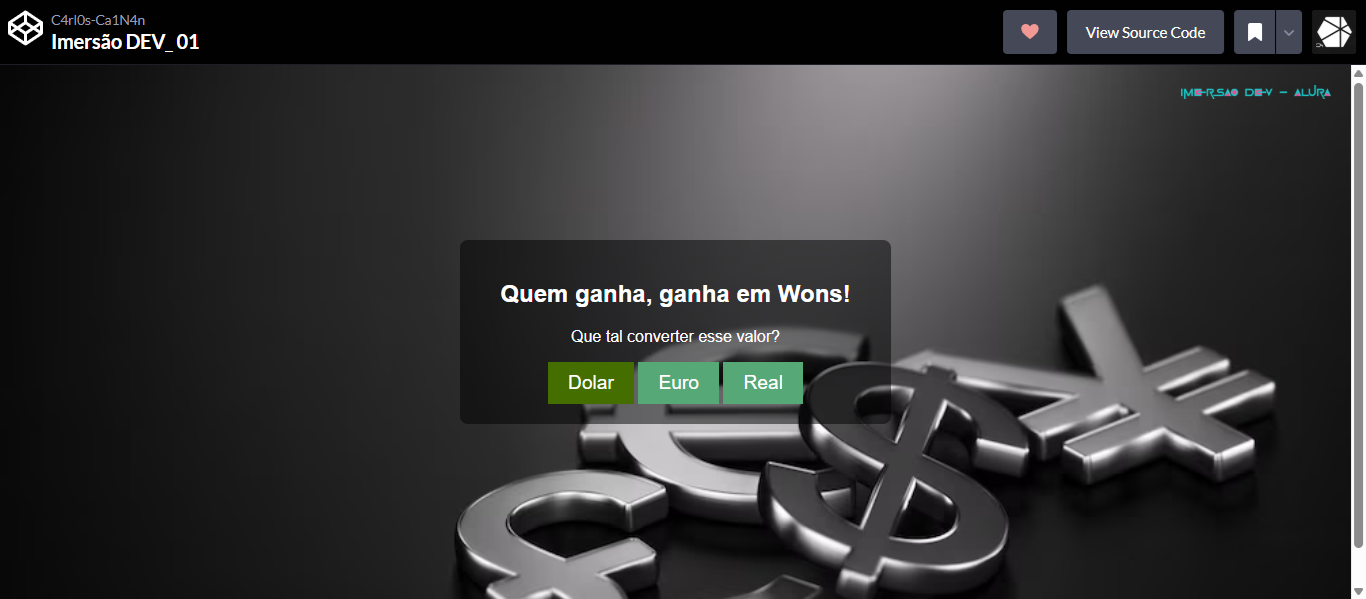 C4rl0s-Ca1N4n
Imersão DEV_ 01
View Source Code
IMERSAO DEV - ALURA
Quem ganha, ganha em Wons!
Que tal converter esse valor?
Dolar Euro Real